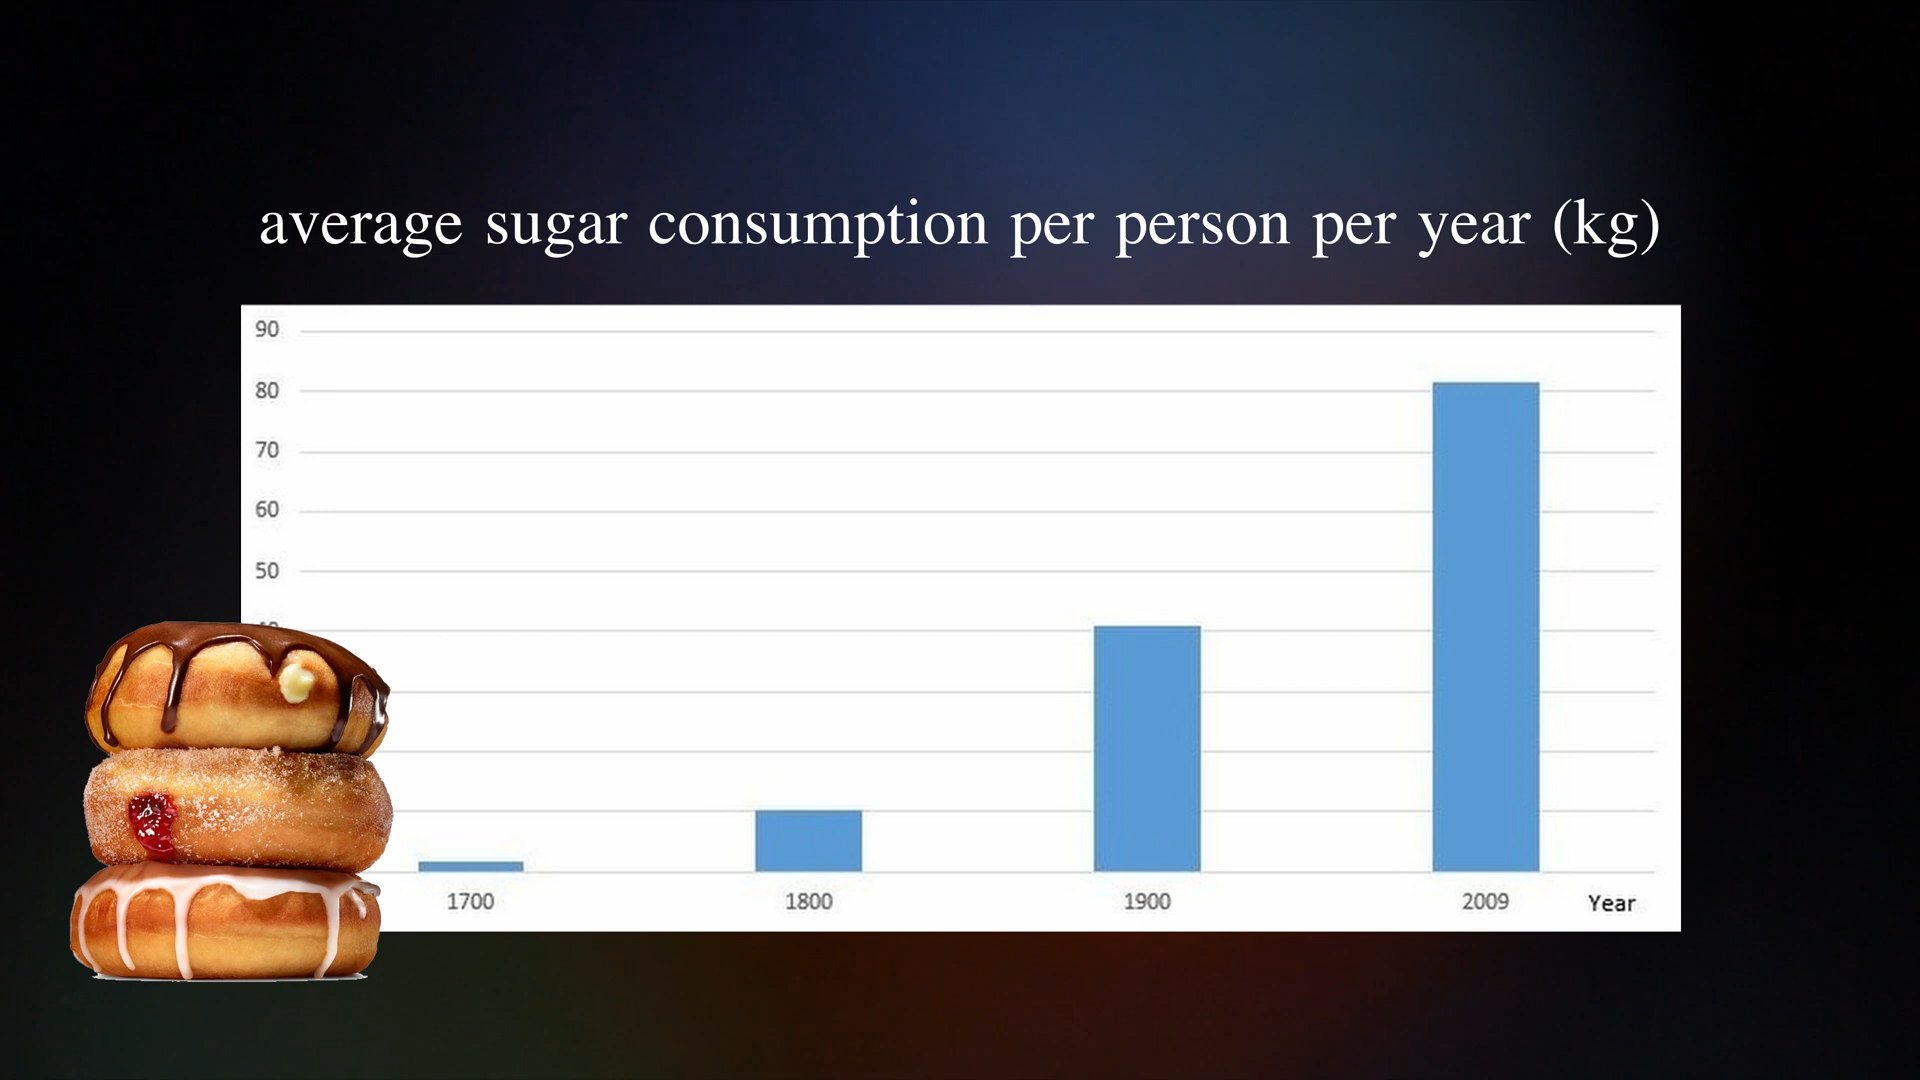 average sugar consumption per person per year (kg)
90
80
70
60
50
1700 1800 1900 2009 Year